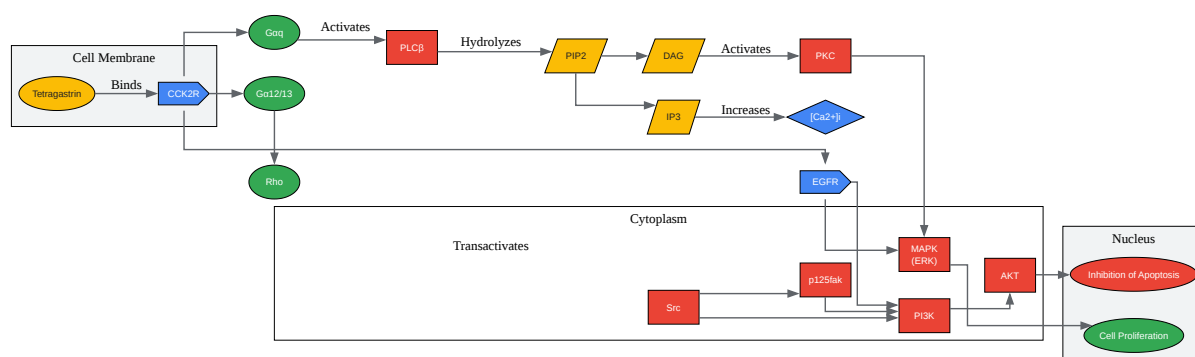 Gαq
Activates
PLCβ
Hydrolyzes
PIP2
DAG
Activates
PKC
Cell Membrane
Tetragastrin
Binds
CCK2R
Gα12/13
IP3
Increases
[Ca2+]i
Rho
EGFR
Cytoplasm
Transactivates
MAPK
(ERK)
Nucleus
p125fak
AKT
Inhibition of Apoptosis
Src
PI3K
Cell Proliferation